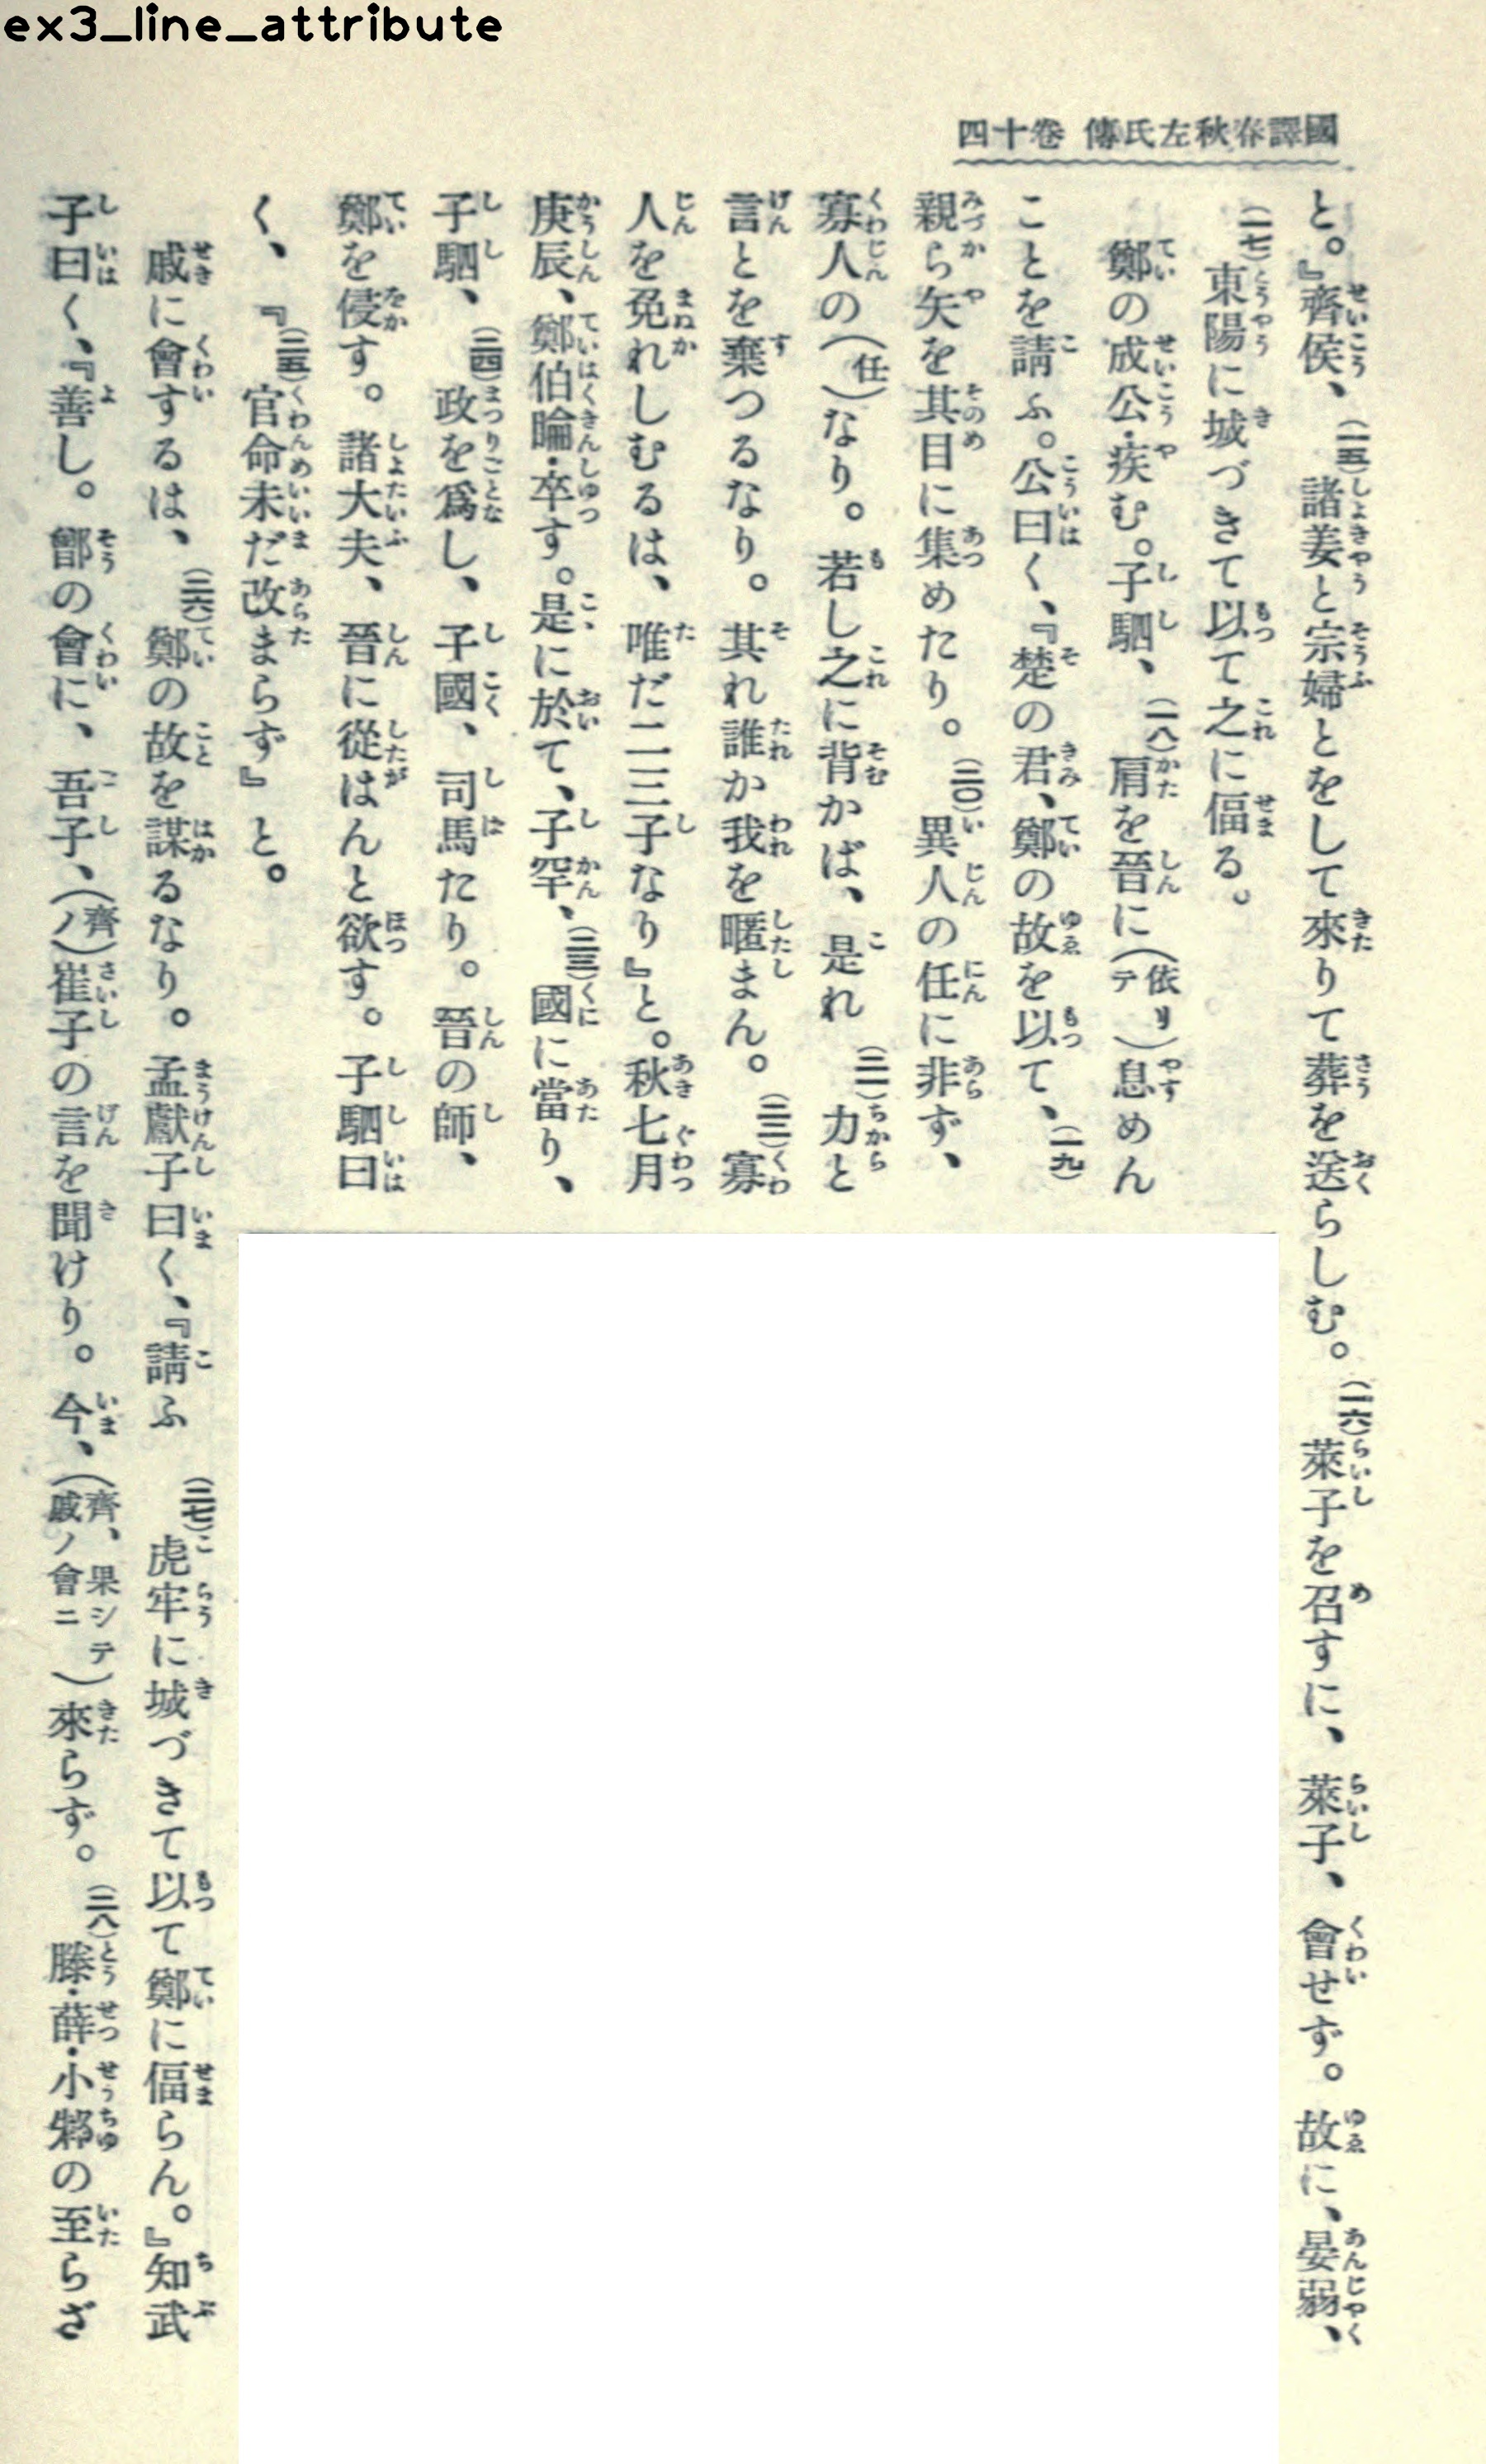 ex3_line_attribute
國譯春秋左氏傳 卷十四
と。』齊侯、(一五)諸姜と宗婦とをして來りて葬を送らしむ。(一六)萊子を召すに、萊子、會せず。故に、晏弱、
(一七)東陽に城づきて以て之に偪る。
鄭の成公・疾む。子駟、(一八)肩を晉に(依リテ)息めん
ことを請ふ。公曰く、『楚の君、鄭の故を以て、(一九)
親ら矢を其目に集めたり。(二〇)異人の任に非ず、
寡人の(任)なり。若し之に背かば、是れ(二一)力と
言とを棄つるなり。其れ誰か我を暱まん。(二二)寡
人を免れしむるは、唯だ二三子なり』と。秋七月
庚辰、鄭伯睔・卒す。是に於て、子罕、(二三)國に當り、
子駟、(二四)政を爲し、子國、司馬たり。晉の師、
鄭を侵す。諸大夫、晉に從はんと欲す。子駟曰
く、『(二五)官命未だ改まらず』と。
戚に會するは、(二六)鄭の故を謀るなり。孟獻子曰く、『請ふ(二七)虎牢に城づきて以て鄭に偪らん。』知武
子曰く、『善し。鄫の會に、吾子、(齊ノ)崔子の言を聞けり。今、(齊、果シテ戚ノ會ニ)來らず。(二八)滕・薛・小邾の至らざ